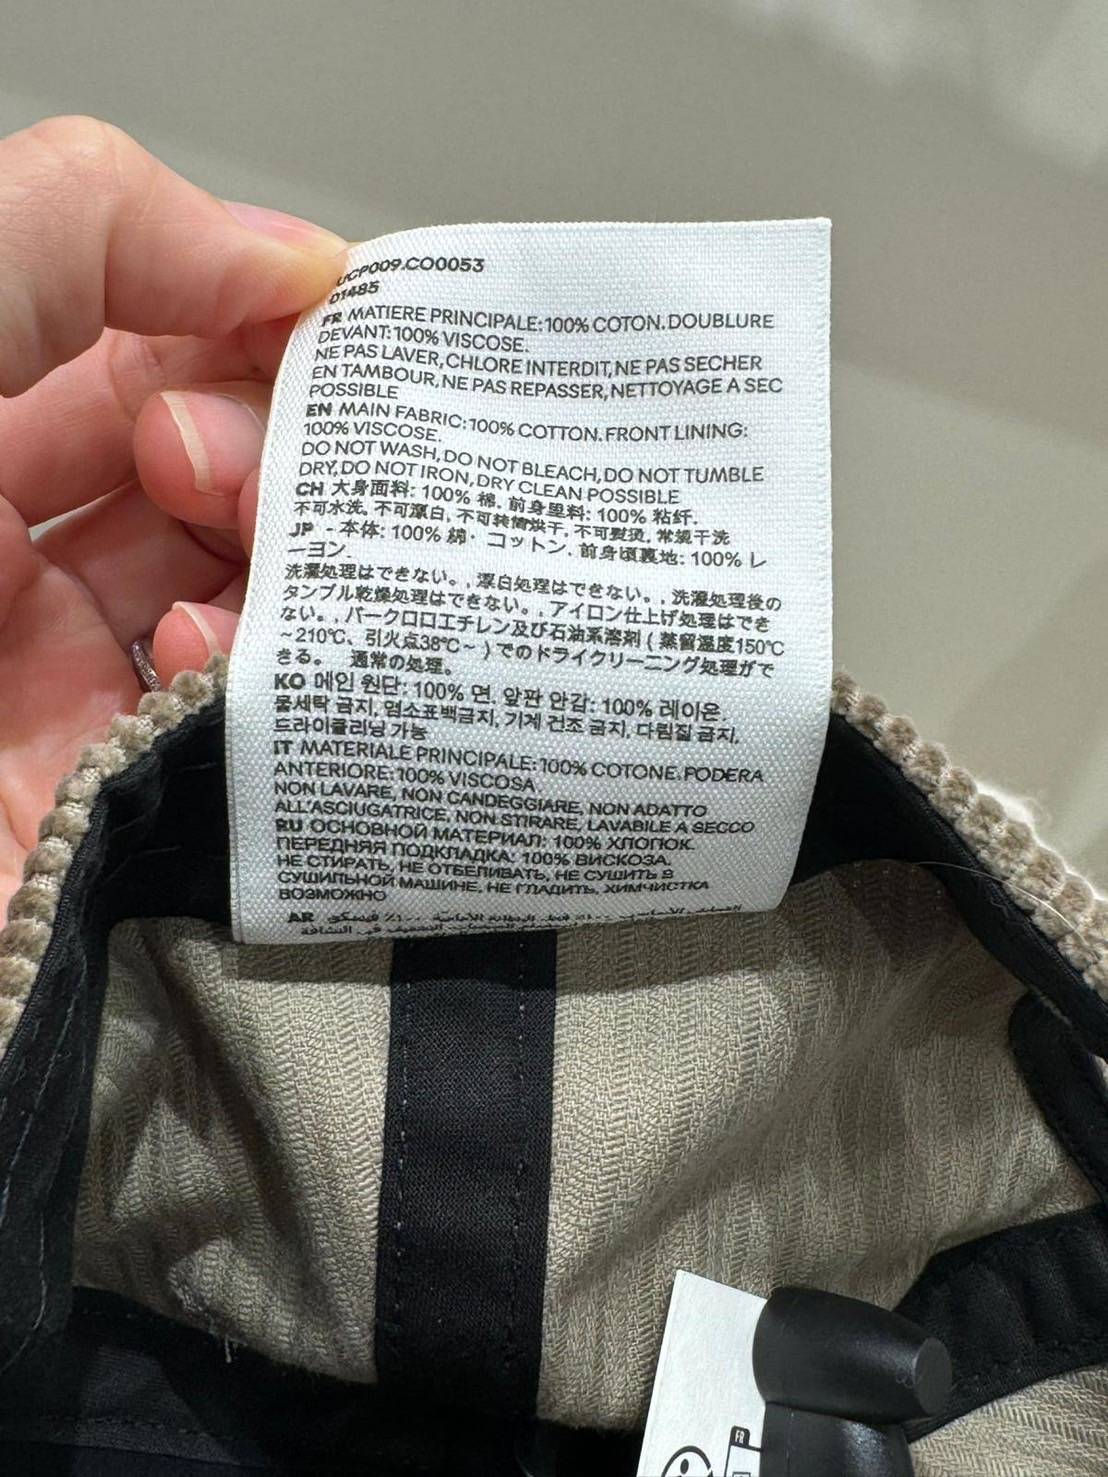 UCP009.CO0053
01485
FR MATIERE PRINCIPALE:100% COTON.DOUBLURE
DEVANT:100% VISCOSE.
NE PAS LAVER,CHLORE INTERDIT,NE PAS SECHER
EN TAMBOUR,NE PAS REPASSER,NETTOYAGE A SEC
POSSIBLE
EN MAIN FABRIC:100% COTTON.FRONT LINING:
100% VISCOSE.
DO NOT WASH,DO NOT BLEACH,DO NOT TUMBLE
DRY,DO NOT IRON,DRY CLEAN POSSIBLE
CH 大身面料: 100% 棉. 前身里料: 100% 粘纤.
不可水洗, 不可漂白, 不可转笼烘干, 不可熨烫, 常规干洗
JP - 本体: 100% 綿・ コットン. 前身頃裏地: 100% レ
ーヨン.
洗濯処理はできない。, 漂白処理はできない。, 洗濯処理後の
タンブル乾燥処理はできない。, アイロン仕上げ処理はでき
ない。, パークロロエチレン及び石油系溶剤 ( 蒸留温度150℃
~210℃、引火点38℃~ ) でのドライクリーニング処理がで
きる。 通常の処理。
KO 메인 원단: 100% 면. 앞판 안감: 100% 레이온.
물세탁 금지, 염소표백금지, 기계 건조 금지, 다림질 금지,
드라이클리닝 가능
IT MATERIALE PRINCIPALE:100% COTONE.FODERA
ANTERIORE:100% VISCOSA
NON LAVARE, NON CANDEGGIARE, NON ADATTO
ALL'ASCIUGATRICE, NON STIRARE, LAVABILE A SECCO
RU ОСНОВНОЙ МАТЕРИАЛ: 100% ХЛОПОК.
ПЕРЕДНЯЯ ПОДКЛАДКА: 100% ВИСКОЗА.
НЕ СТИРАТЬ, НЕ ОТБЕЛИВАТЬ, НЕ СУШИТЬ В
СУШИЛЬНОЙ МАШИНЕ, НЕ ГЛАДИТЬ, ХИМЧИСТКА
ВОЗМОЖНО
AR
FR